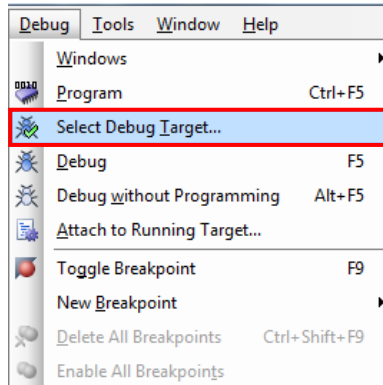 Debug Tools Window Help
Windows
Program Ctrl+F5
Select Debug Target...
Debug F5
Debug without Programming Alt+F5
Attach to Running Target...
Toggle Breakpoint F9
New Breakpoint
Delete All Breakpoints Ctrl+Shift+F9
Enable All Breakpoints